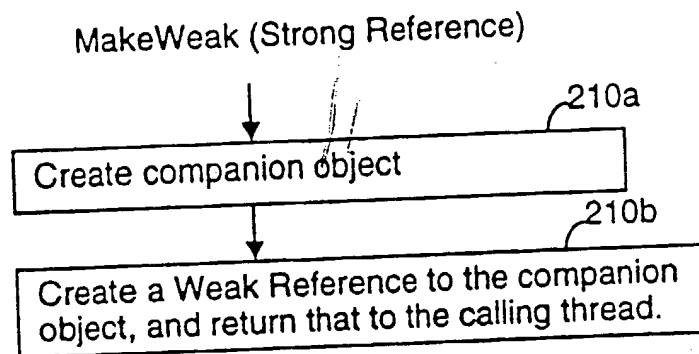 MakeWeak (Strong Reference)
210a
Create companion object
210b
Create a Weak Reference to the companion
object, and return that to the calling thread.